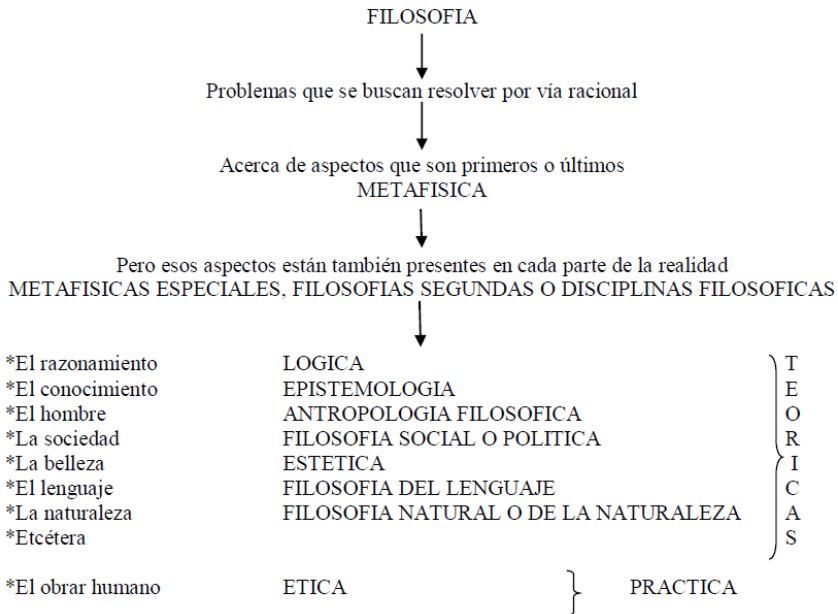 FILOSOFIA
Problemas que se buscan resolver por vía racional
Acerca de aspectos que son primeros o últimos
METAFISICA
Pero esos aspectos están también presentes en cada parte de la realidad
METAFISICAS ESPECIALES, FILOSOFIAS SEGUNDAS O DISCIPLINAS FILOSOFICAS
*El razonamiento LOGICA T
*El conocimiento EPISTEMOLOGIA E
*El hombre ANTROPOLOGIA FILOSOFICA O
*La sociedad FILOSOFIA SOCIAL O POLITICA R
*La belleza ESTETICA I
*El lenguaje FILOSOFIA DEL LENGUAJE C
*La naturaleza FILOSOFIA NATURAL O DE LA NATURALEZA A
*Etcétera S
*El obrar humano ETICA } PRACTICA